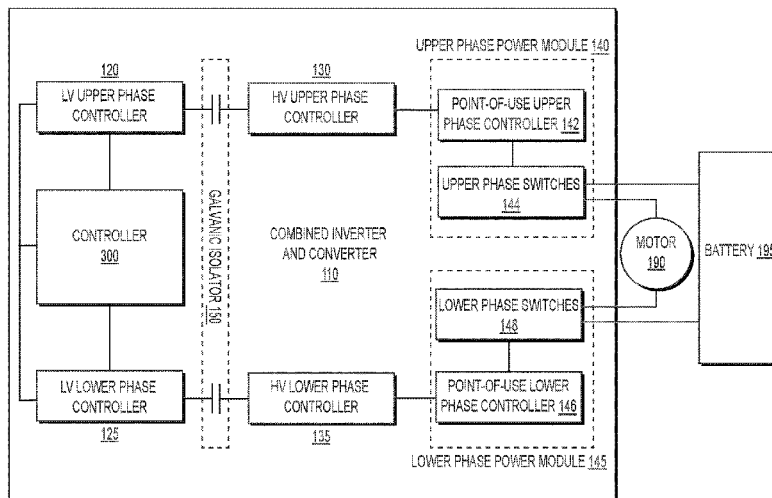 UPPER PHASE POWER MODULE 140
120
LV UPPER PHASE
CONTROLLER
130
HV UPPER PHASE
CONTROLLER
POINT-OF-USE UPPER
PHASE CONTROLLER 142
UPPER PHASE SWITCHES
144
CONTROLLER
300
GALVANIC ISOLATOR 150
COMBINED INVERTER
AND CONVERTER
110
MOTOR
190
BATTERY 195
LOWER PHASE SWITCHES
148
POINT-OF-USE LOWER
PHASE CONTROLLER 146
LV LOWER PHASE
CONTROLLER
125
HV LOWER PHASE
CONTROLLER
135
LOWER PHASE POWER MODULE 145